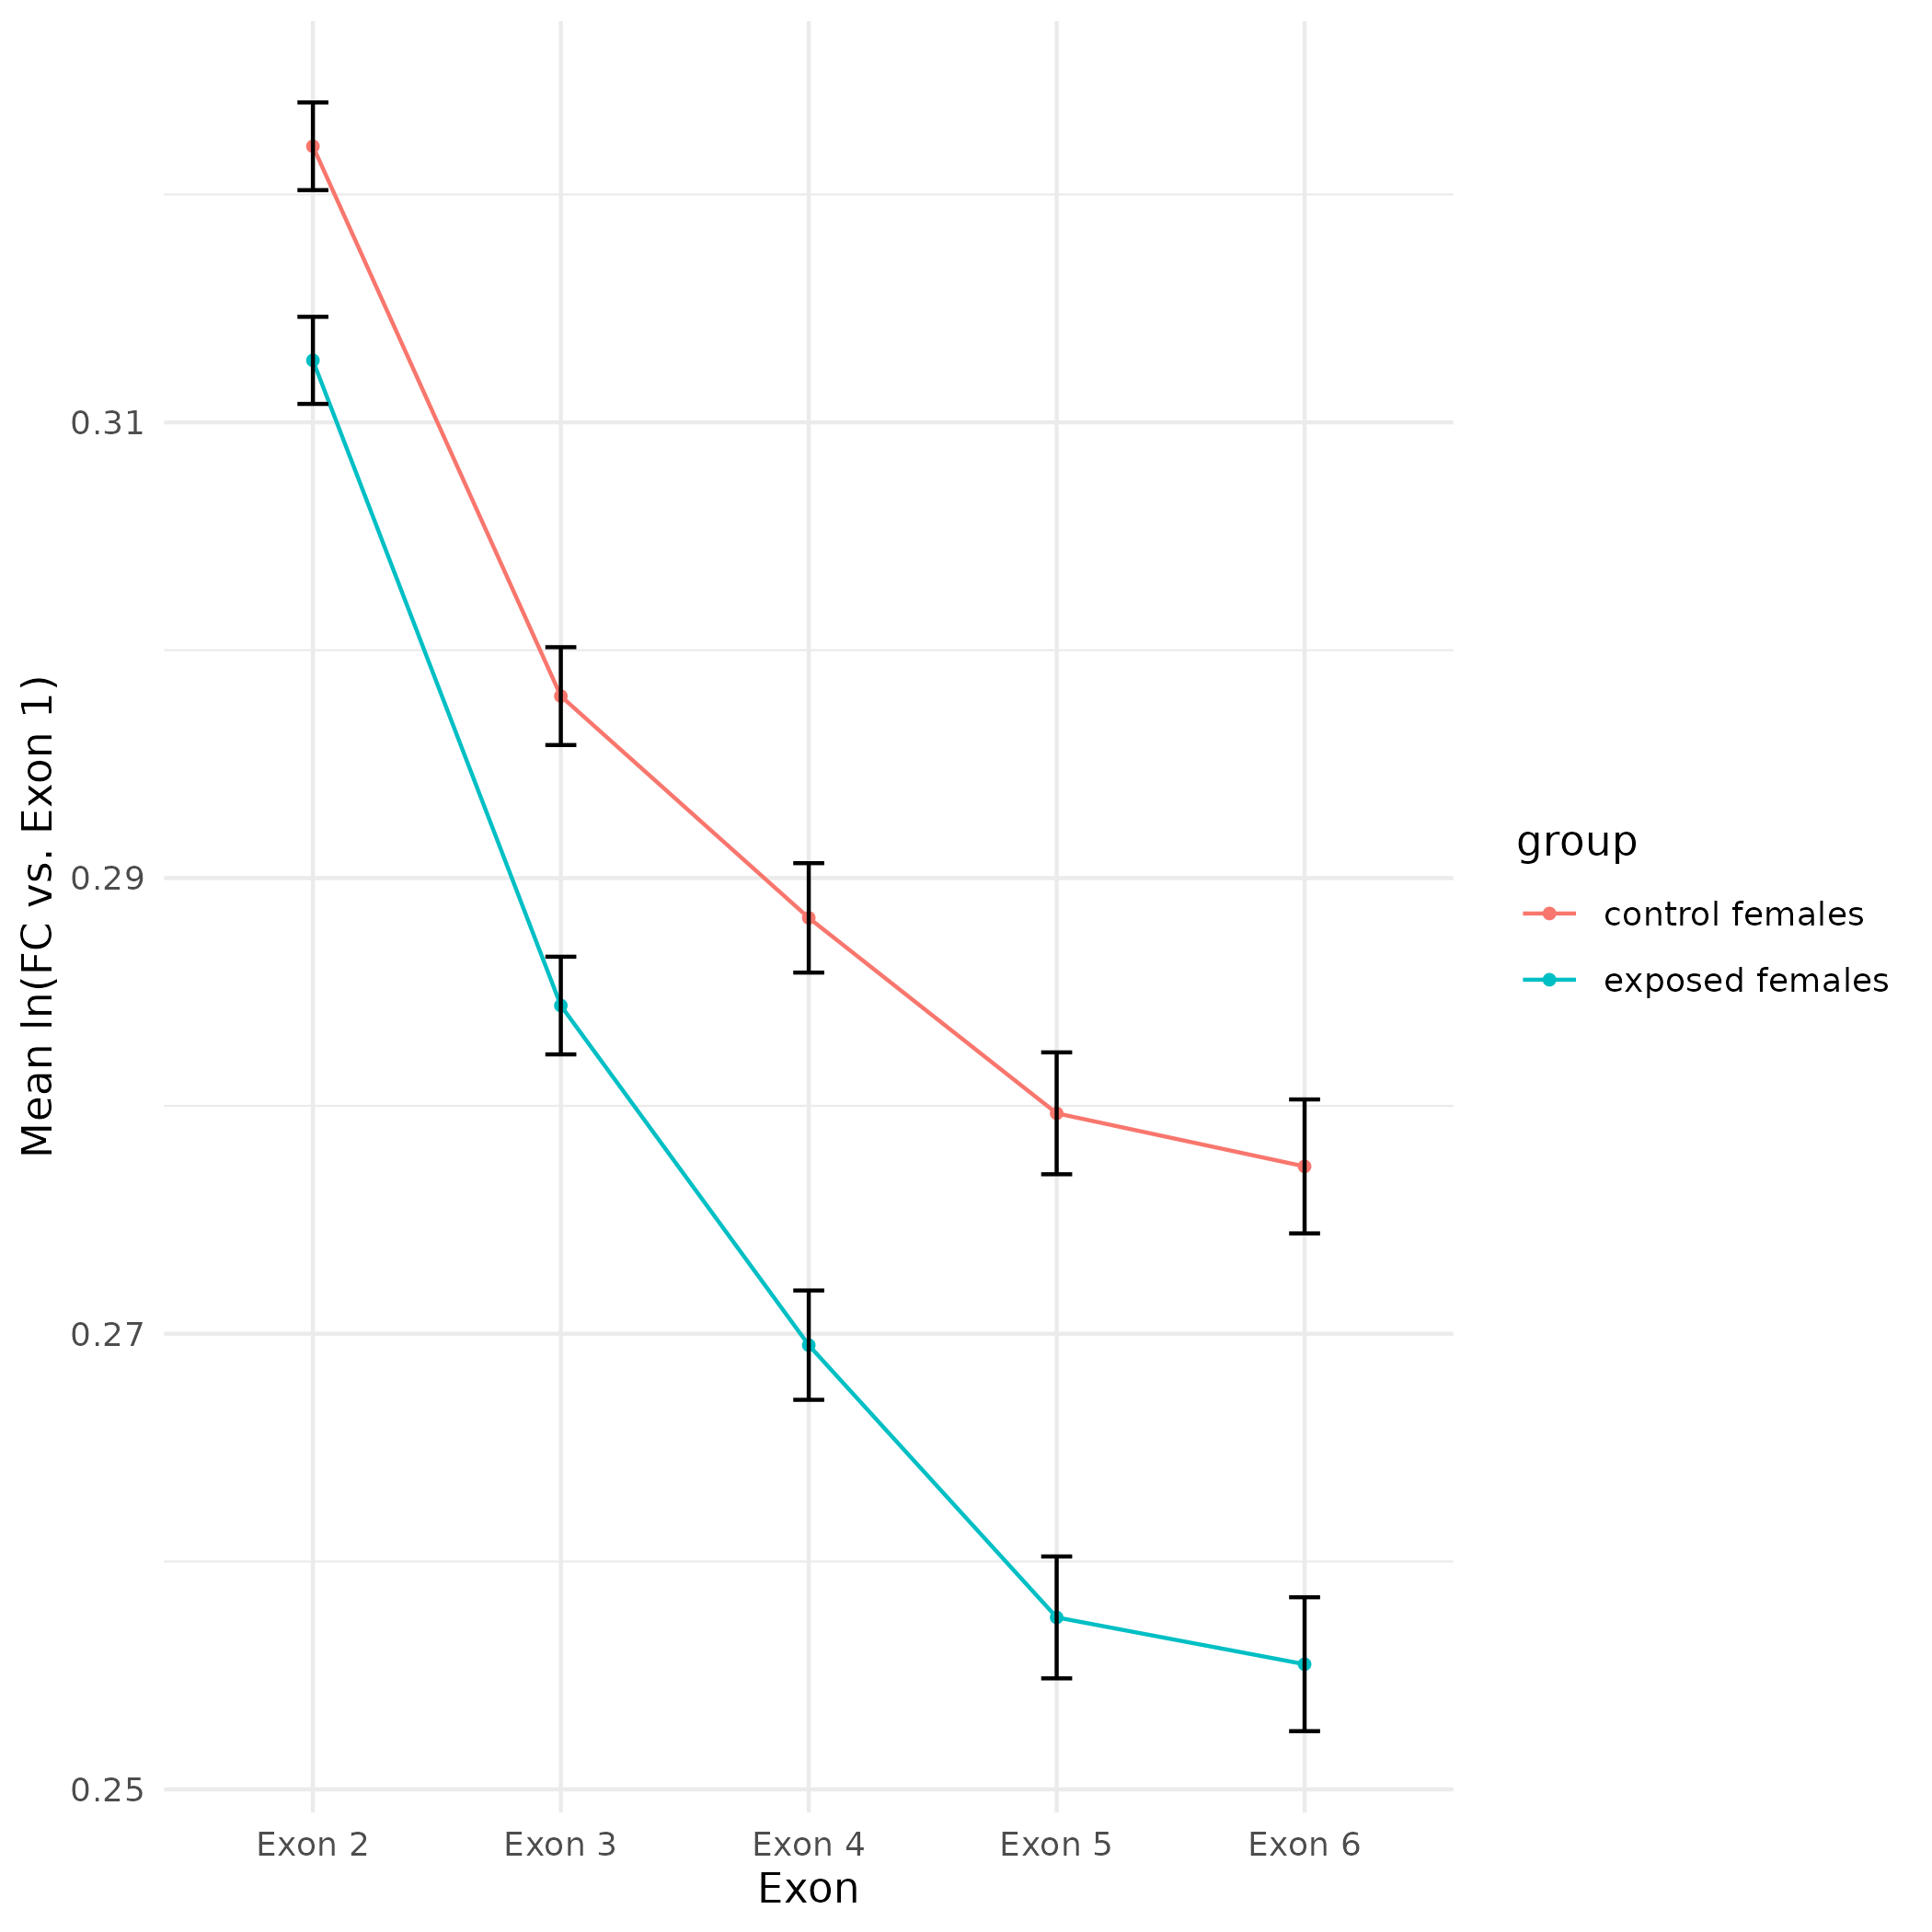 Mean ln(FC vs. Exon 1)
0.31
0.29
0.27
0.25
Exon 2 Exon 3 Exon 4 Exon 5 Exon 6
Exon
group
control females
exposed females